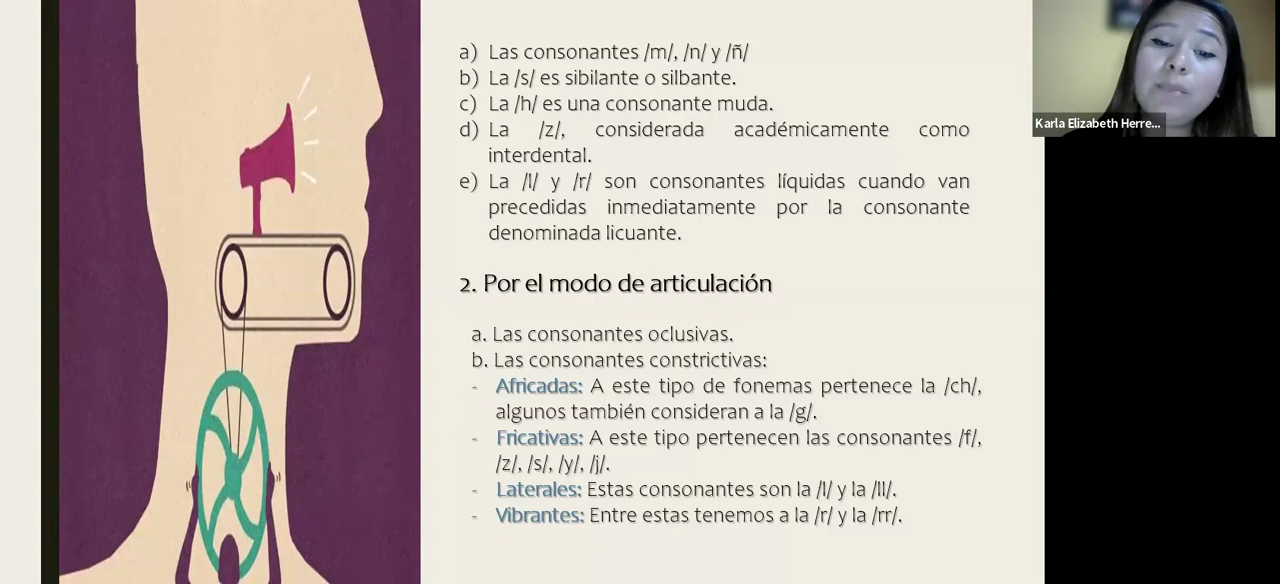 a) Las consonantes /m/, /n/ y /ñ/
b) La /s/ es sibilante o silbante.
c) La /h/ es una consonante muda.
d) La /z/, considerada académicamente como
interdental.
e) La /l/ y /r/ son consonantes líquidas cuando van
precedidas inmediatamente por la consonante
denominada licuante.
2. Por el modo de articulación
a. Las consonantes oclusivas.
b. Las consonantes constrictivas:
- Africadas: A este tipo de fonemas pertenece la /ch/,
algunos también consideran a la /g/.
- Fricativas: A este tipo pertenecen las consonantes /f/,
/z/, /s/, /y/, /j/.
- Laterales: Estas consonantes son la /l/ y la /ll/.
- Vibrantes: Entre estas tenemos a la /r/ y la /rr/.
Karla Elizabeth Herre...